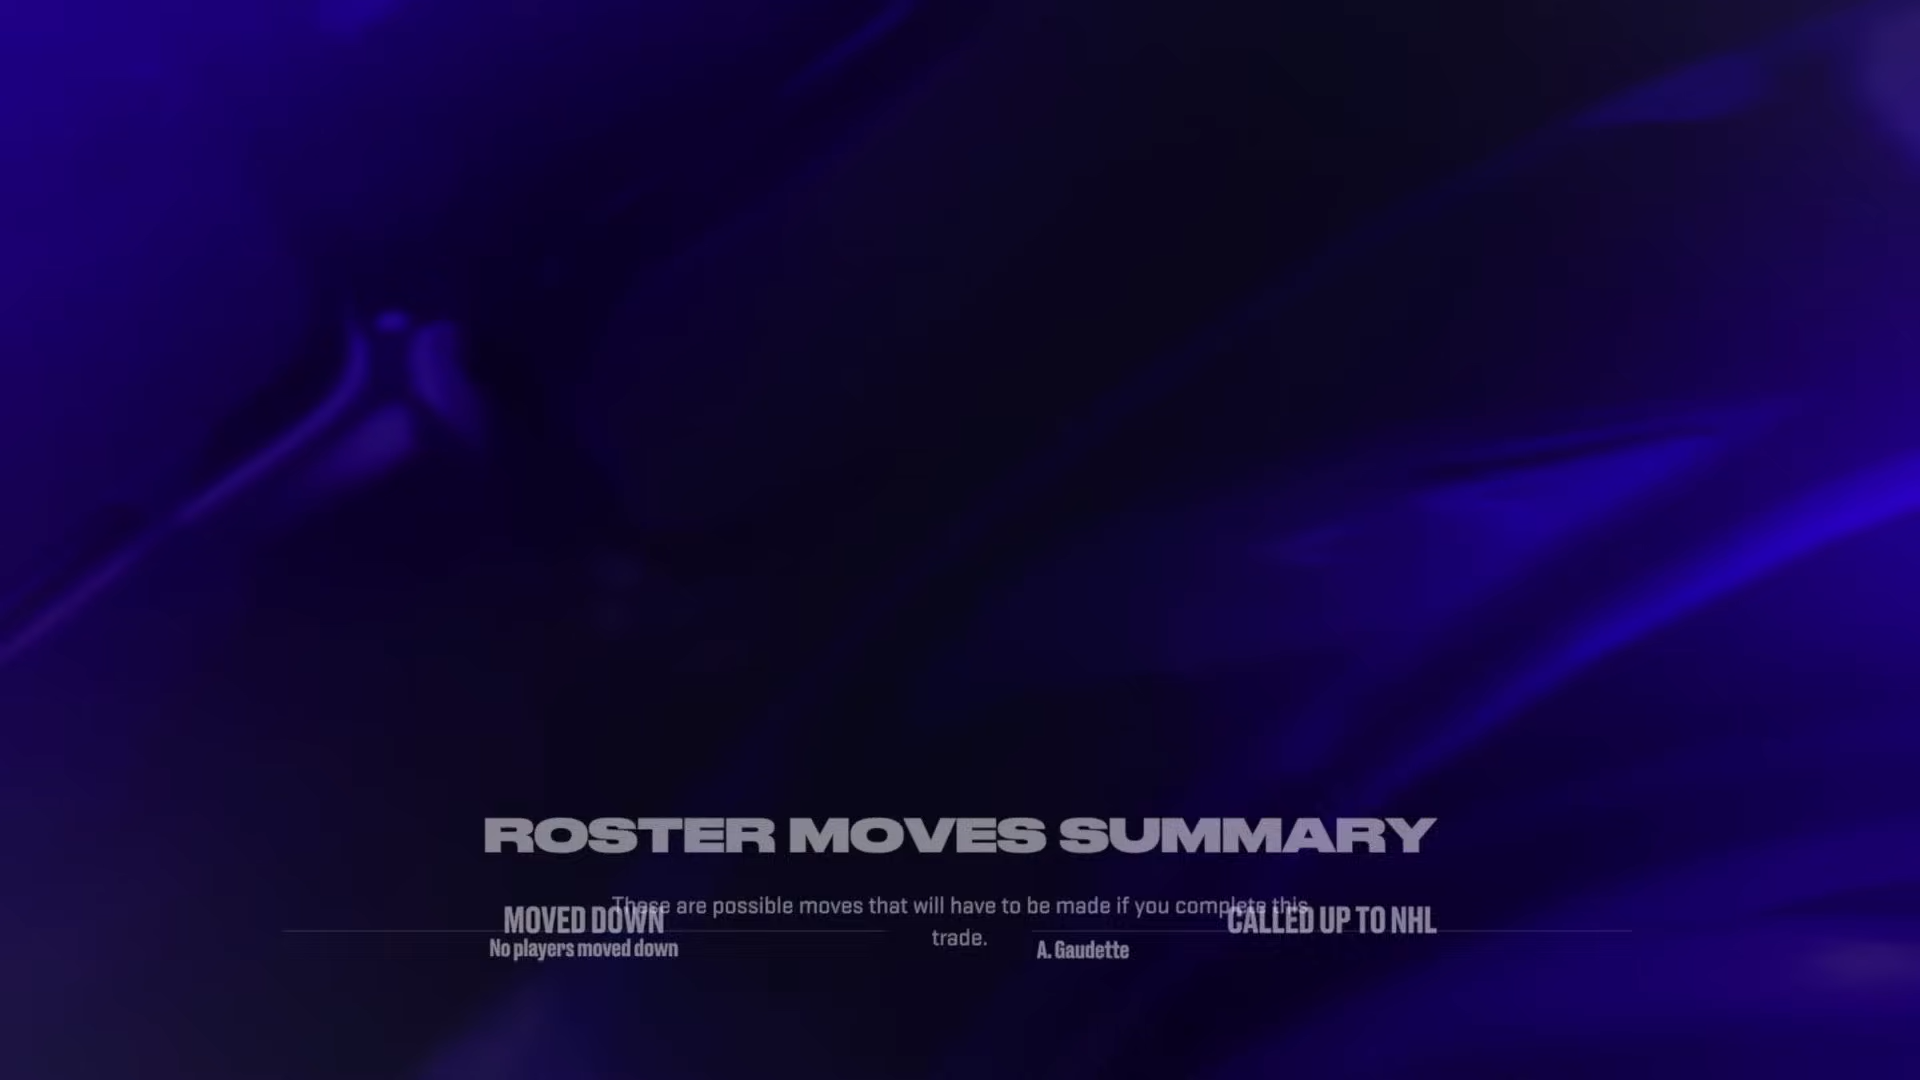 ROSTER MOVES SUMMARY
These are possible moves that will have to be made if you complete this
trade.
MOVED DOWN
No players moved down
CALLED UP TO NHL
A. Gaudette